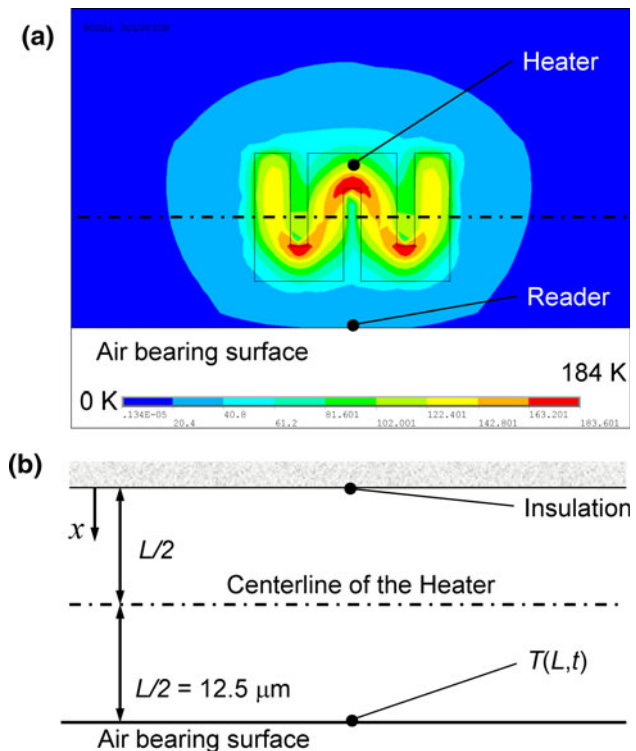 (a)
NODAL SOLUTION
Heater
Reader
Air bearing surface
0 K
184 K
.134E-05
20.4
40.8
61.2
81.601
102.001
122.401
142.801
163.201
183.601
(b)
Insulation
x
L/2
Centerline of the Heater
L/2 = 12.5 μm
T(L,t)
Air bearing surface